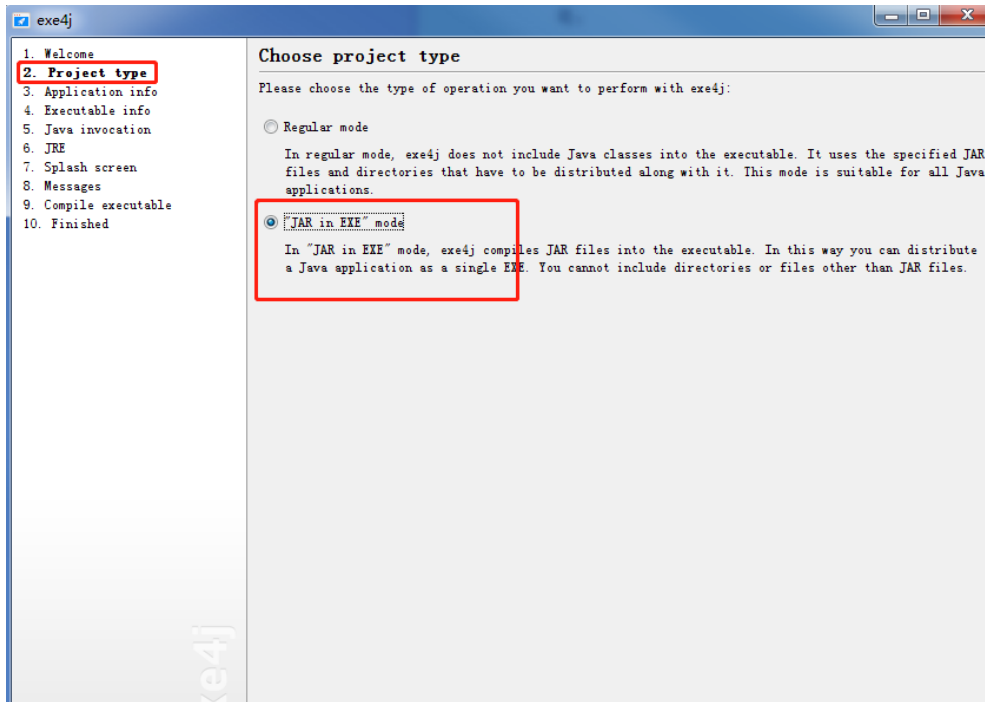 exe4j
1. Welcome
2. Project type
3. Application info
4. Executable info
5. Java invocation
6. JRE
7. Splash screen
8. Messages
9. Compile executable
10. Finished
Choose project type
Please choose the type of operation you want to perform with exe4j:
Regular mode
In regular mode, exe4j does not include Java classes into the executable. It uses the specified JAR
files and directories that have to be distributed along with it. This mode is suitable for all Java
applications.
"JAR in EXE" mode
In "JAR in EXE" mode, exe4j compiles JAR files into the executable. In this way you can distribute
a Java application as a single EXE. You cannot include directories or files other than JAR files.
xe4j